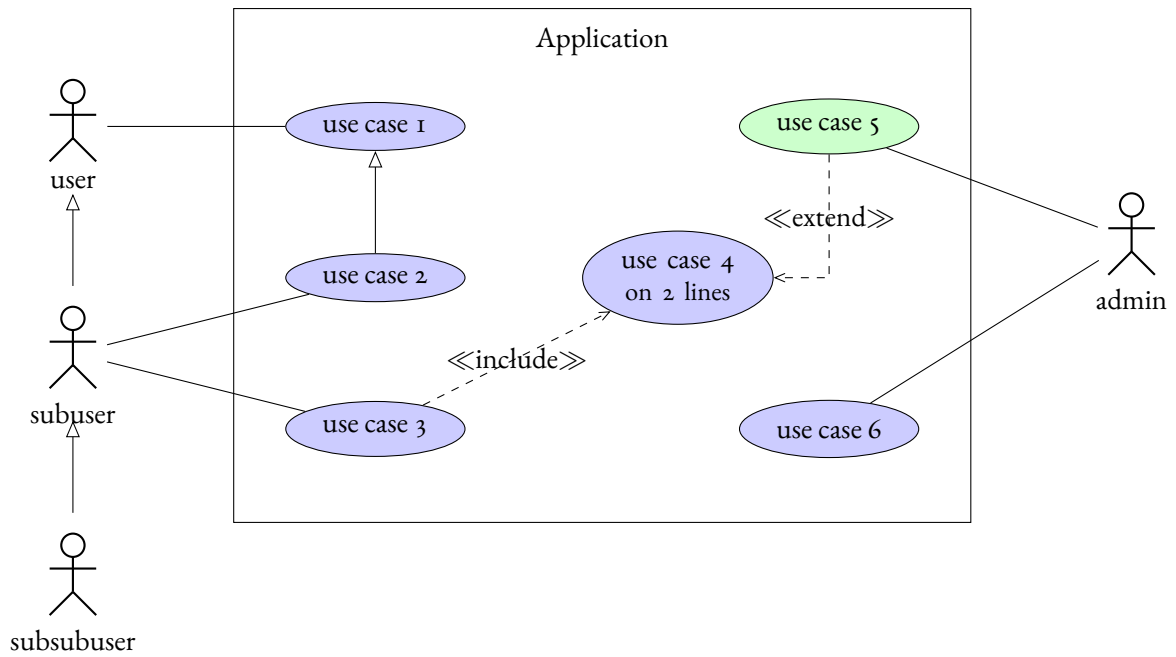 Application
use case 1
use case 5
user
≪extend≫
use case 2
use case 4
on 2 lines
admin
≪include≫
subuser
use case 3
use case 6
subsubuser